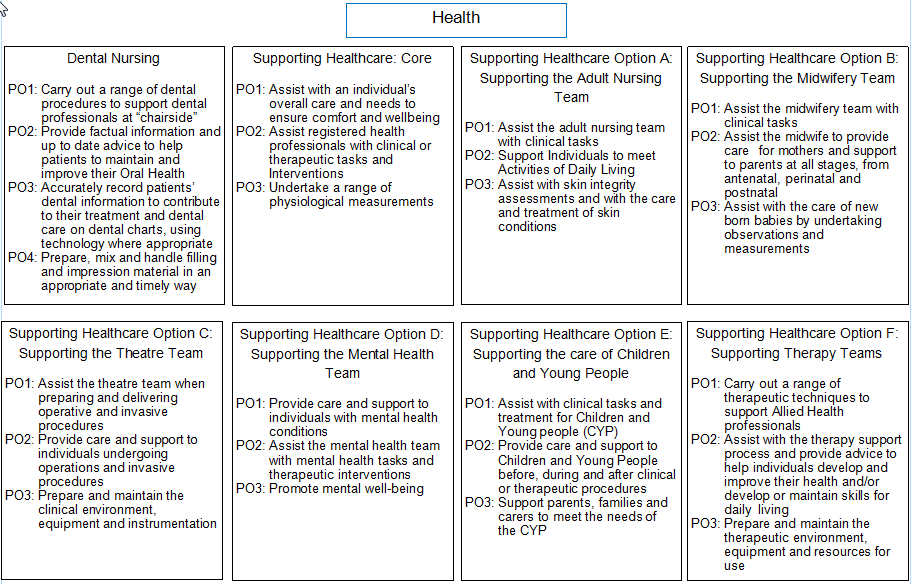 Health
Dental Nursing
PO1: Carry out a range of dental
procedures to support dental
professionals at “chairside”
PO2: Provide factual information and
up to date advice to help
patients to maintain and
improve their Oral Health
PO3: Accurately record patients’
dental information to contribute
to their treatment and dental
care on dental charts, using
technology where appropriate
PO4: Prepare, mix and handle filling
and impression material in an
appropriate and timely way
Supporting Healthcare: Core
PO1: Assist with an individual’s
overall care and needs to
ensure comfort and wellbeing
PO2: Assist registered health
professionals with clinical or
therapeutic tasks and
Interventions
PO3: Undertake a range of
physiological measurements
Supporting Healthcare Option A:
Supporting the Adult Nursing
Team
PO1: Assist the adult nursing team
with clinical tasks
PO2: Support Individuals to meet
Activities of Daily Living
PO3: Assist with skin integrity
assessments and with the care
and treatment of skin
conditions
Supporting Healthcare Option B:
Supporting the Midwifery Team
PO1: Assist the midwifery team with
clinical tasks
PO2: Assist the midwife to provide
care for mothers and support
to parents at all stages, from
antenatal, perinatal and
postnatal
PO3: Assist with the care of new
born babies by undertaking
observations and
measurements
Supporting Healthcare Option C:
Supporting the Theatre Team
PO1: Assist the theatre team when
preparing and delivering
operative and invasive
procedures
PO2: Provide care and support to
individuals undergoing
operations and invasive
procedures
PO3: Prepare and maintain the
clinical environment,
equipment and instrumentation
Supporting Healthcare Option D:
Supporting the Mental Health
Team
PO1: Provide care and support to
individuals with mental health
conditions
PO2: Assist the mental health team
with mental health tasks and
therapeutic interventions
PO3: Promote mental well-being
Supporting Healthcare Option E:
Supporting the care of Children
and Young People
PO1: Assist with clinical tasks and
treatment for Children and
Young people (CYP)
PO2: Provide care and support to
Children and Young People
before, during and after clinical
or therapeutic procedures
PO3: Support parents, families and
carers to meet the needs of
the CYP
Supporting Healthcare Option F:
Supporting Therapy Teams
PO1: Carry out a range of
therapeutic techniques to
support Allied Health
professionals
PO2: Assist with the therapy support
process and provide advice to
help individuals develop and
improve their health and/or
develop or maintain skills for
daily living
PO3: Prepare and maintain the
therapeutic environment,
equipment and resources for
use